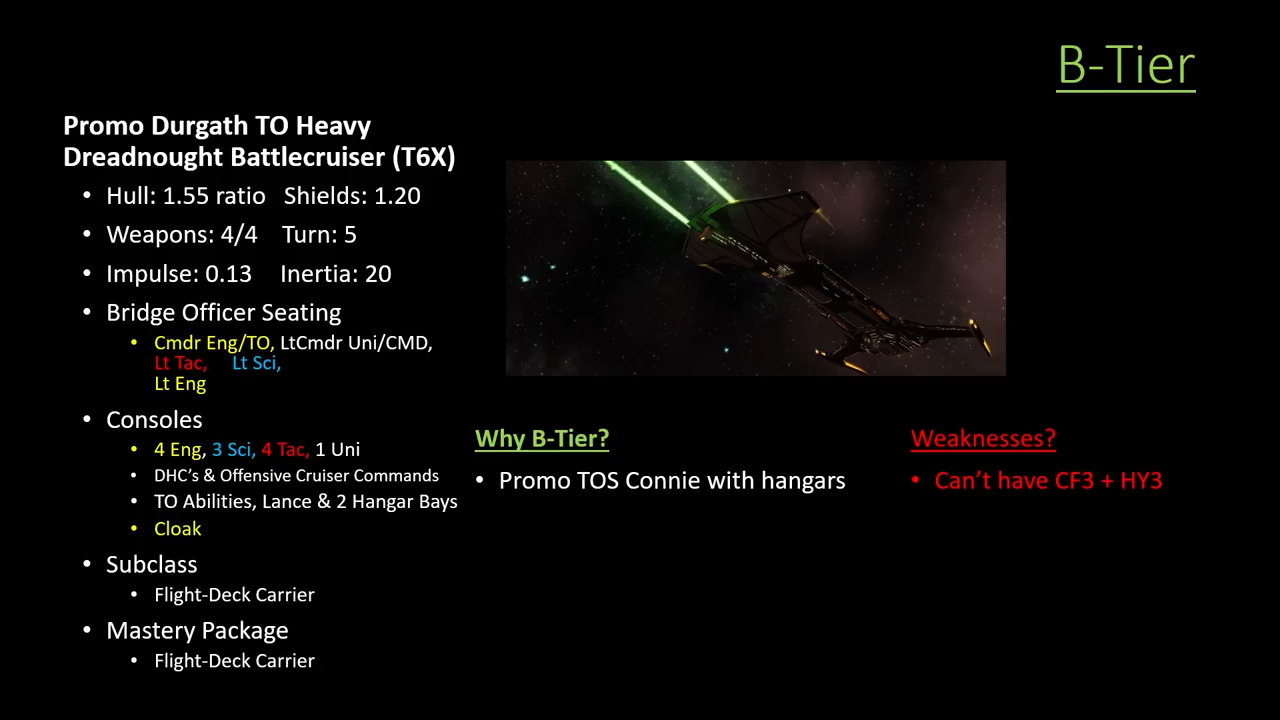 B-Tier
Promo Durgath TO Heavy
Dreadnought Battlecruiser (T6X)
• Hull: 1.55 ratio Shields: 1.20
• Weapons: 4/4 Turn: 5
• Impulse: 0.13 Inertia: 20
• Bridge Officer Seating
• Cmdr Eng/TO, LtCmdr Uni/CMD,
Lt Tac, Lt Sci,
Lt Eng
• Consoles
• 4 Eng, 3 Sci, 4 Tac, 1 Uni
• DHC's & Offensive Cruiser Commands
• TO Abilities, Lance & 2 Hangar Bays
• Cloak
• Subclass
• Flight-Deck Carrier
• Mastery Package
• Flight-Deck Carrier
Why B-Tier?
• Promo TOS Connie with hangars
Weaknesses?
• Can't have CF3 + HY3